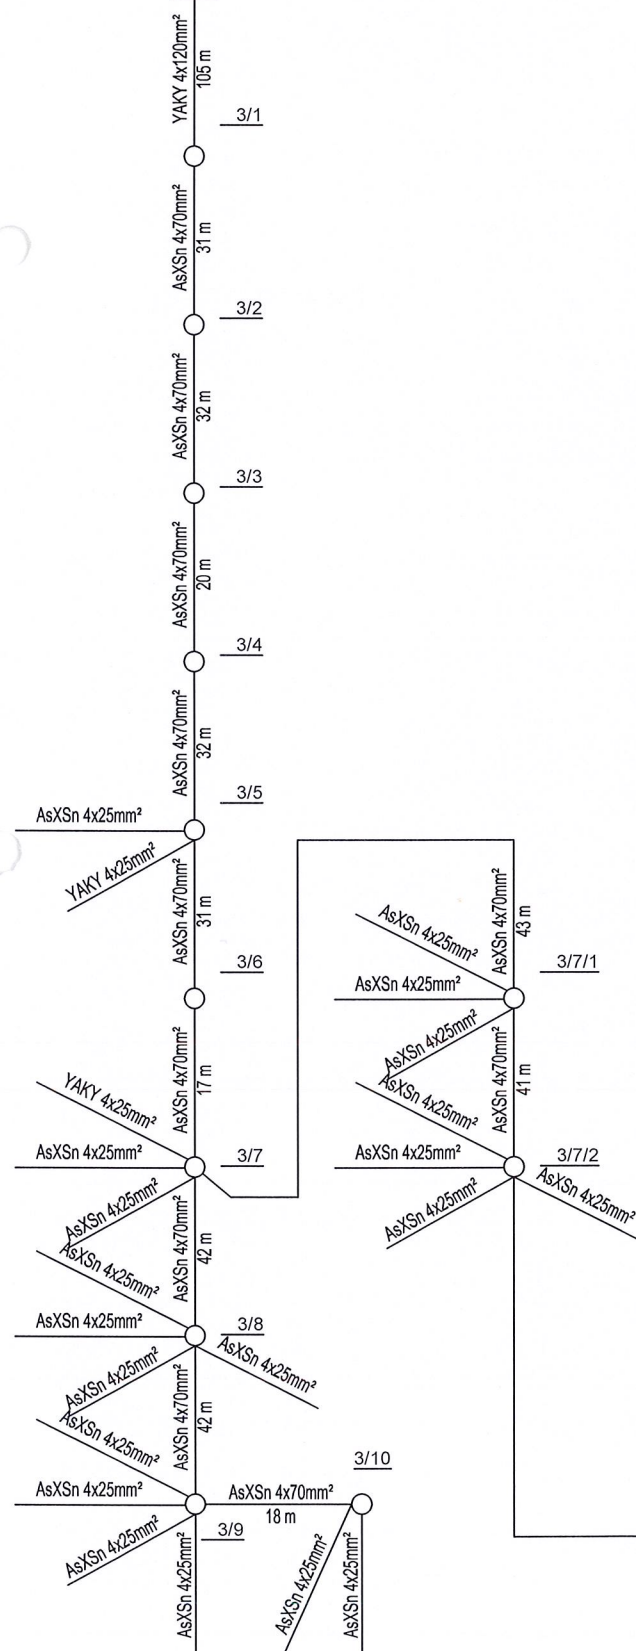 YAKY 4x120mm²
105 m
3/1
AsXSn 4x70mm²
31 m
3/2
AsXSn 4x70mm²
32 m
3/3
AsXSn 4x70mm²
20 m
3/4
AsXSn 4x70mm²
32 m
3/5
AsXSn 4x25mm²
YAKY 4x25mm²
AsXSn 4x70mm²
31 m
3/6
AsXSn 4x70mm²
17 m
YAKY 4x25mm²
AsXSn 4x25mm²
3/7
AsXSn 4x25mm²
AsXSn 4x70mm²
42 m
AsXSn 4x25mm²
AsXSn 4x25mm²
3/8
AsXSn 4x25mm²
AsXSn 4x25mm²
AsXSn 4x70mm²
42 m
AsXSn 4x25mm²
AsXSn 4x25mm²
3/9
AsXSn 4x25mm²
AsXSn 4x25mm²
AsXSn 4x70mm²
18 m
3/10
AsXSn 4x25mm²
AsXSn 4x25mm²
AsXSn 4x70mm²
43 m
AsXSn 4x25mm²
AsXSn 4x25mm²
3/7/1
AsXSn 4x25mm²
AsXSn 4x70mm²
41 m
AsXSn 4x25mm²
AsXSn 4x25mm²
3/7/2
AsXSn 4x25mm²
AsXSn 4x25mm²